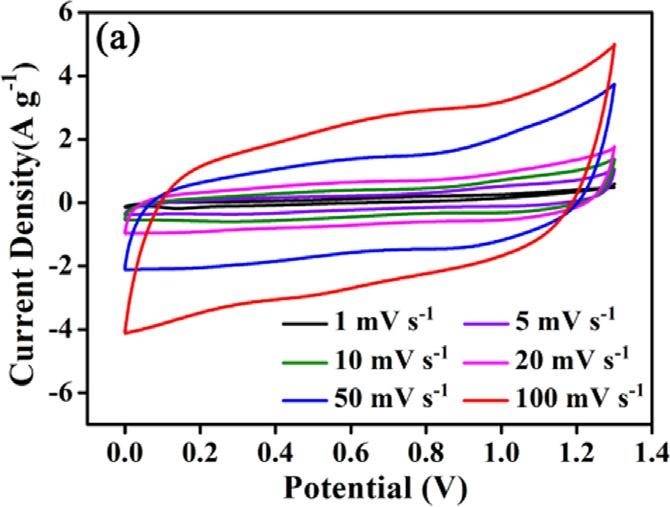 (a)
Current Density(A g⁻¹)
6
4
2
0
-2
-4
-6
1 mV s⁻¹
5 mV s⁻¹
10 mV s⁻¹
20 mV s⁻¹
50 mV s⁻¹
100 mV s⁻¹
0.0 0.2 0.4 0.6 0.8 1.0 1.2 1.4
Potential (V)